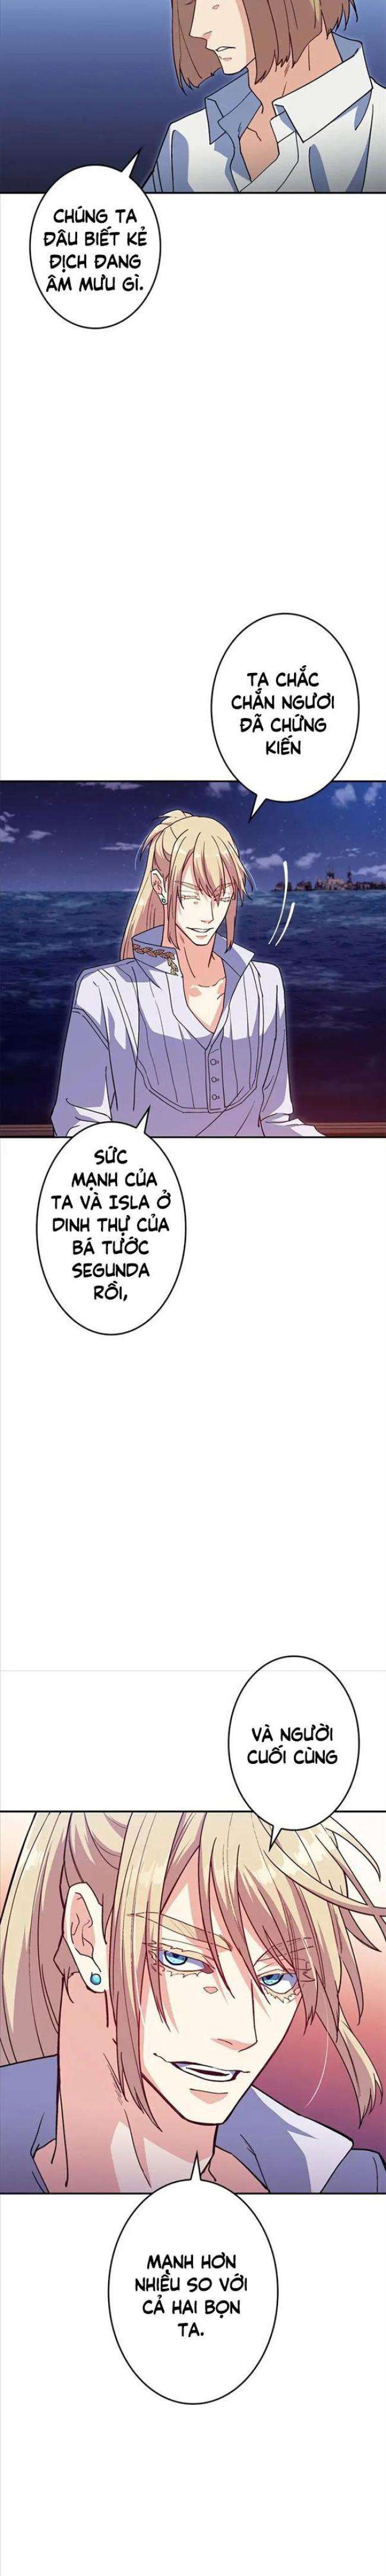 CHÚNG TA
ĐÂU BIẾT KẺ
ĐỊCH ĐANG
ÂM MƯU GÌ.
TA CHẮC
CHẮN NGƯƠI
ĐÃ CHỨNG
KIẾN
SỨC
MẠNH CỦA
TA VÀ ISLA Ở
DINH THỰ CỦA
BÁ TƯỚC
SEGUNDA
RỒI,
VÀ NGƯỜI
CUỐI CÙNG
MẠNH HƠN
NHIỀU SO VỚI
CẢ HAI BỌN
TA.